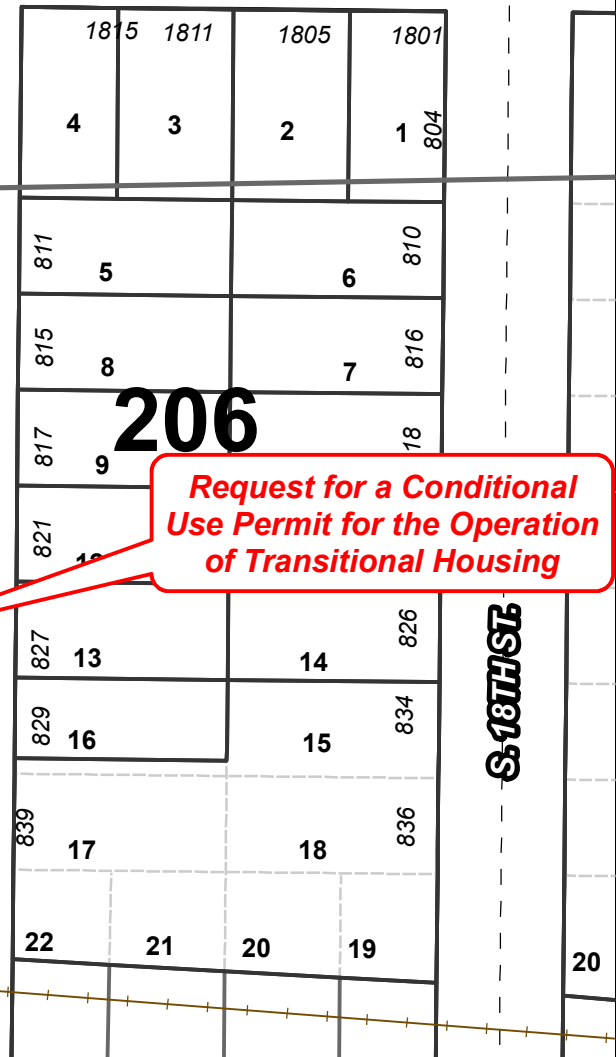 1815 1811 1805 1801
4 3 2 1 804
811 5 6 810
815 8 7 816
206
817 9 18
Request for a Conditional
Use Permit for the Operation
of Transitional Housing
821
827 13 14 826
S. 18TH ST.
829 16 15 834
839 17 18 836
22 21 20 19 20